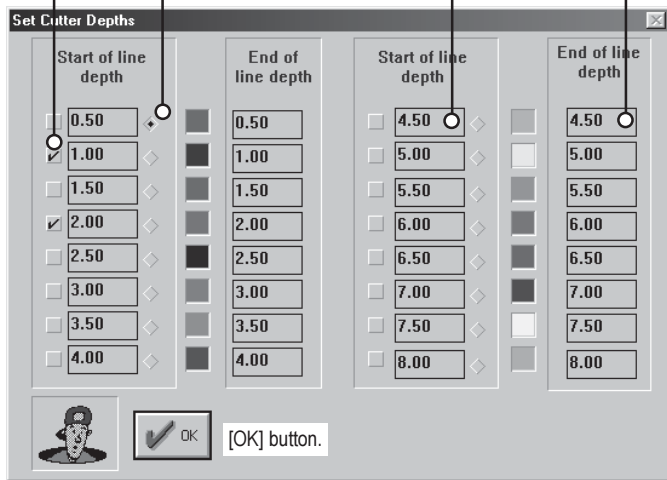 Set Cutter Depths
Start of line depth
End of line depth
Start of line depth
End of line depth
0.50 0.50 4.50 4.50
1.00 1.00 5.00 5.00
1.50 1.50 5.50 5.50
2.00 2.00 6.00 6.00
2.50 2.50 6.50 6.50
3.00 3.00 7.00 7.00
3.50 3.50 7.50 7.50
4.00 4.00 8.00 8.00
OK
[OK] button.